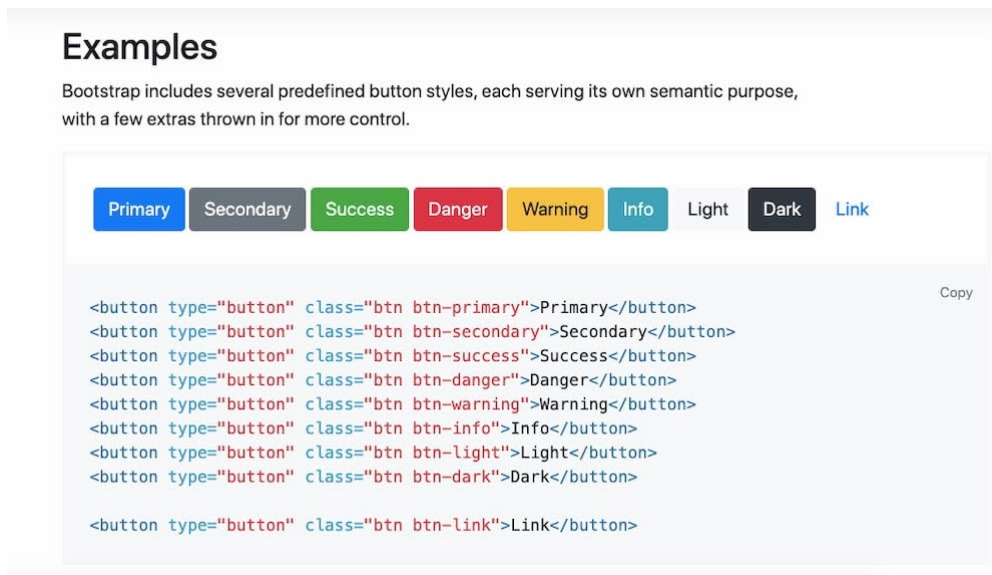 Examples
Bootstrap includes several predefined button styles, each serving its own semantic purpose,
with a few extras thrown in for more control.
Primary Secondary Success Danger Warning Info Light Dark Link
Copy
<button type="button" class="btn btn-primary">Primary</button>
<button type="button" class="btn btn-secondary">Secondary</button>
<button type="button" class="btn btn-success">Success</button>
<button type="button" class="btn btn-danger">Danger</button>
<button type="button" class="btn btn-warning">Warning</button>
<button type="button" class="btn btn-info">Info</button>
<button type="button" class="btn btn-light">Light</button>
<button type="button" class="btn btn-dark">Dark</button>
<button type="button" class="btn btn-link">Link</button>